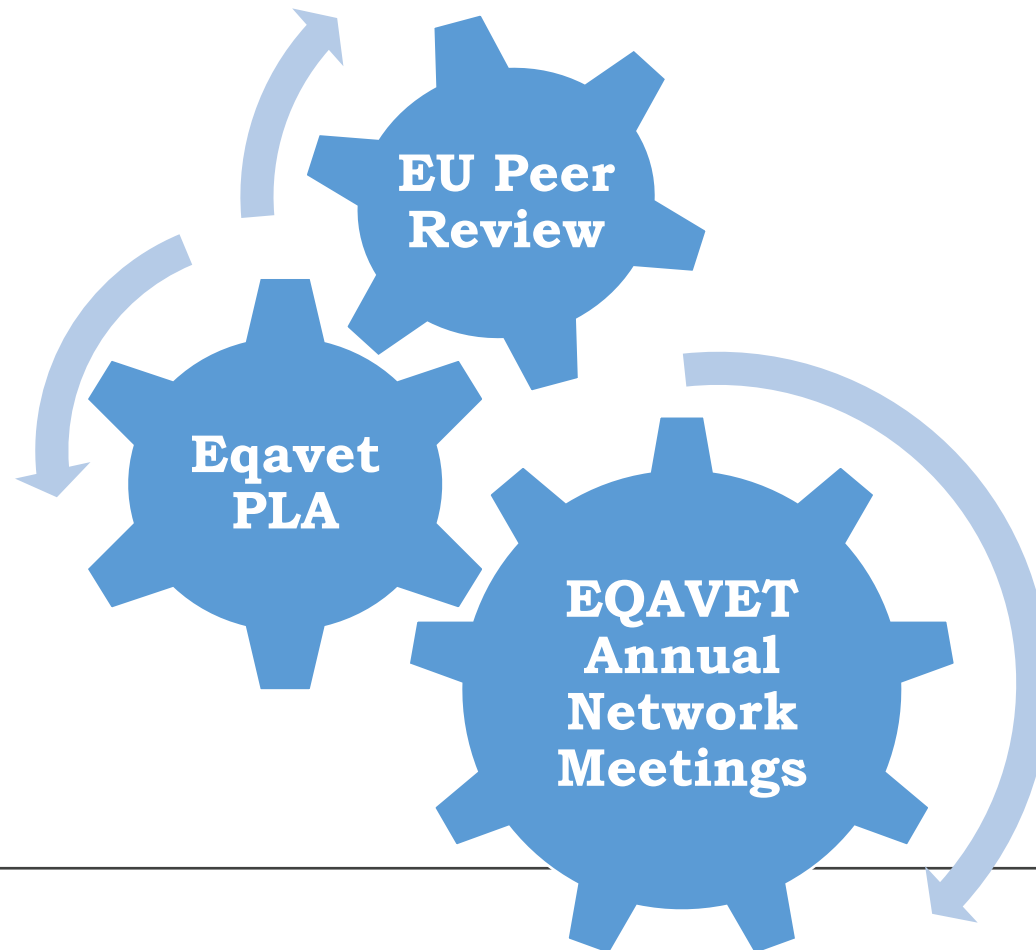 EU Peer
Review
Eqavet
PLA
EQAVET
Annual
Network
Meetings